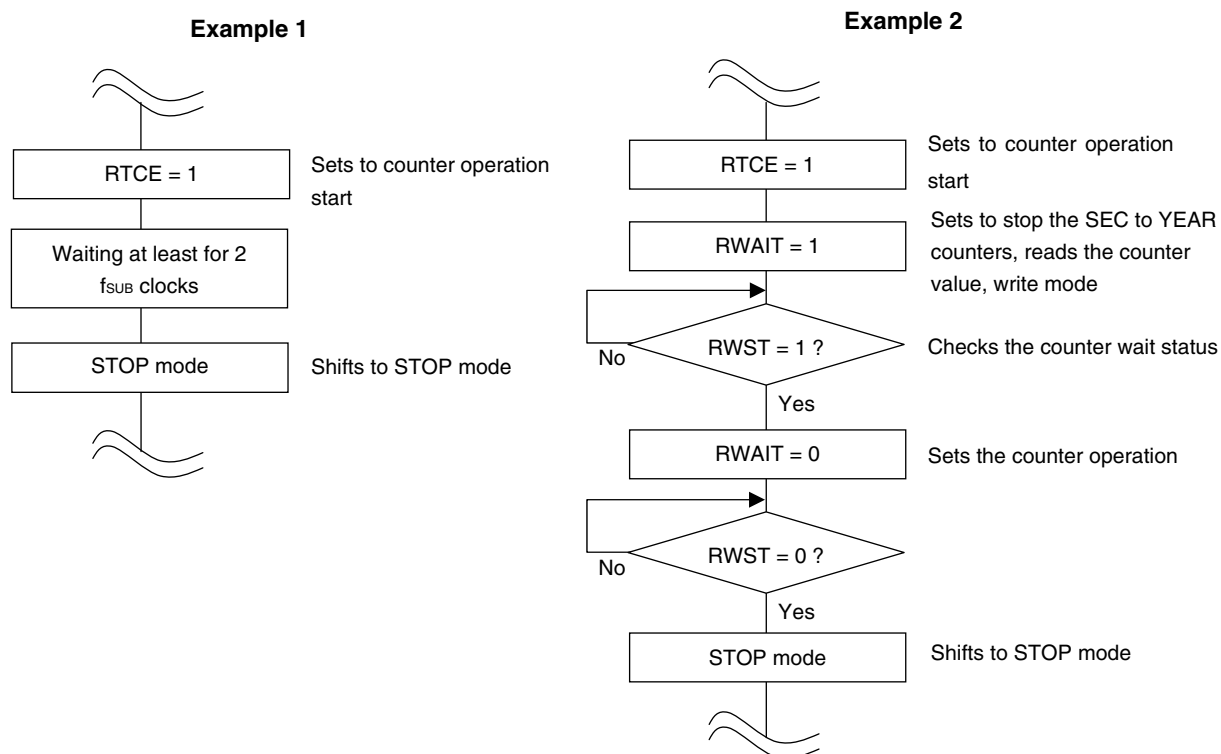 Example 1
RTCE = 1
Sets to counter operation
start
Waiting at least for 2
fSUB clocks
STOP mode
Shifts to STOP mode
Example 2
RTCE = 1
Sets to counter operation
start
RWAIT = 1
Sets to stop the SEC to YEAR
counters, reads the counter
value, write mode
RWST = 1 ?
No
Checks the counter wait status
Yes
RWAIT = 0
Sets the counter operation
RWST = 0 ?
No
Yes
STOP mode
Shifts to STOP mode